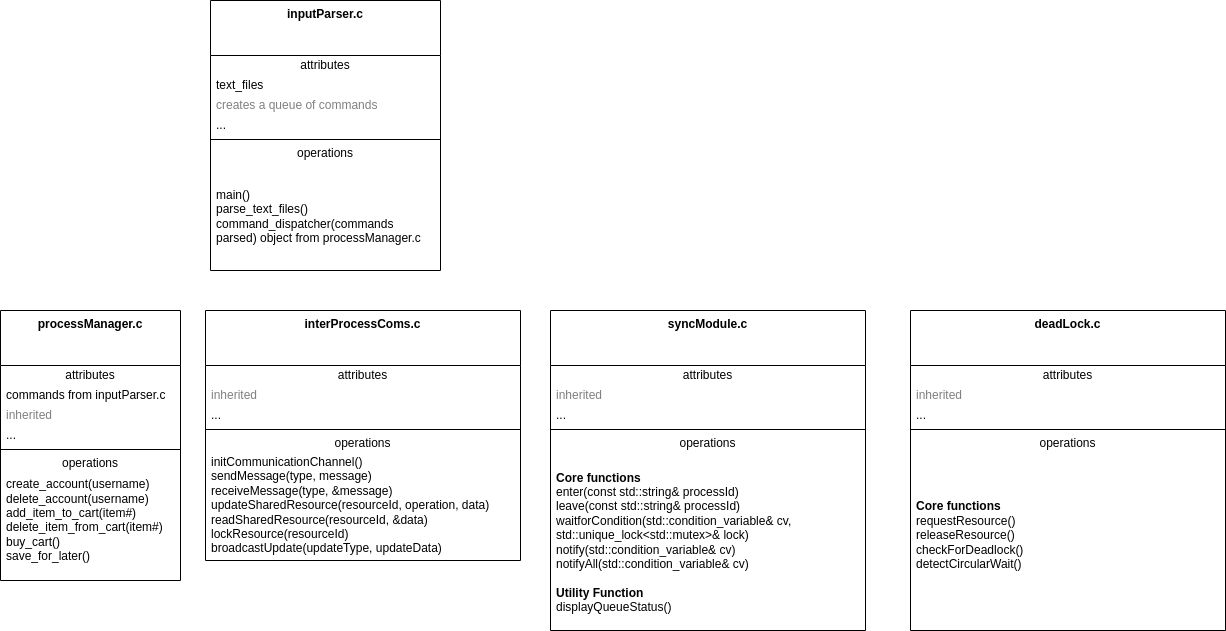 inputParser.c
attributes
text_files
creates a queue of commands
...
operations
main()
parse_text_files()
command_dispatcher(commands
parsed) object from processManager.c
processManager.c
attributes
commands from inputParser.c
inherited
...
operations
create_account(username)
delete_account(username)
add_item_to_cart(item#)
delete_item_from_cart(item#)
buy_cart()
save_for_later()
interProcessComs.c
attributes
inherited
...
operations
initCommunicationChannel()
sendMessage(type, message)
receiveMessage(type, &message)
updateSharedResource(resourceId, operation, data)
readSharedResource(resourceId, &data)
lockResource(resourceId)
broadcastUpdate(updateType, updateData)
syncModule.c
attributes
inherited
...
operations
Core functions
enter(const std::string& processId)
leave(const std::string& processId)
waitforCondition(std::condition_variable& cv,
std::unique_lock<std::mutex>& lock)
notify(std::condition_variable& cv)
notifyAll(std::condition_variable& cv)
Utility Function
displayQueueStatus()
deadLock.c
attributes
inherited
...
operations
Core functions
requestResource()
releaseResource()
checkForDeadlock()
detectCircularWait()